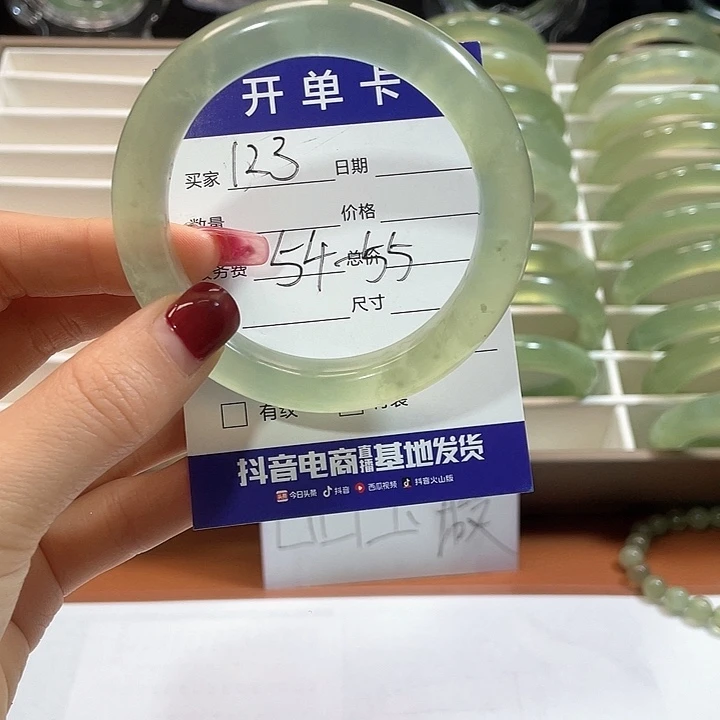 开单卡
买家 123 日期
数量 价格
务费 54-55 总价
尺寸
有纹
抖音电商直播基地发货
今日头条 抖音 西瓜视频 抖音火山版